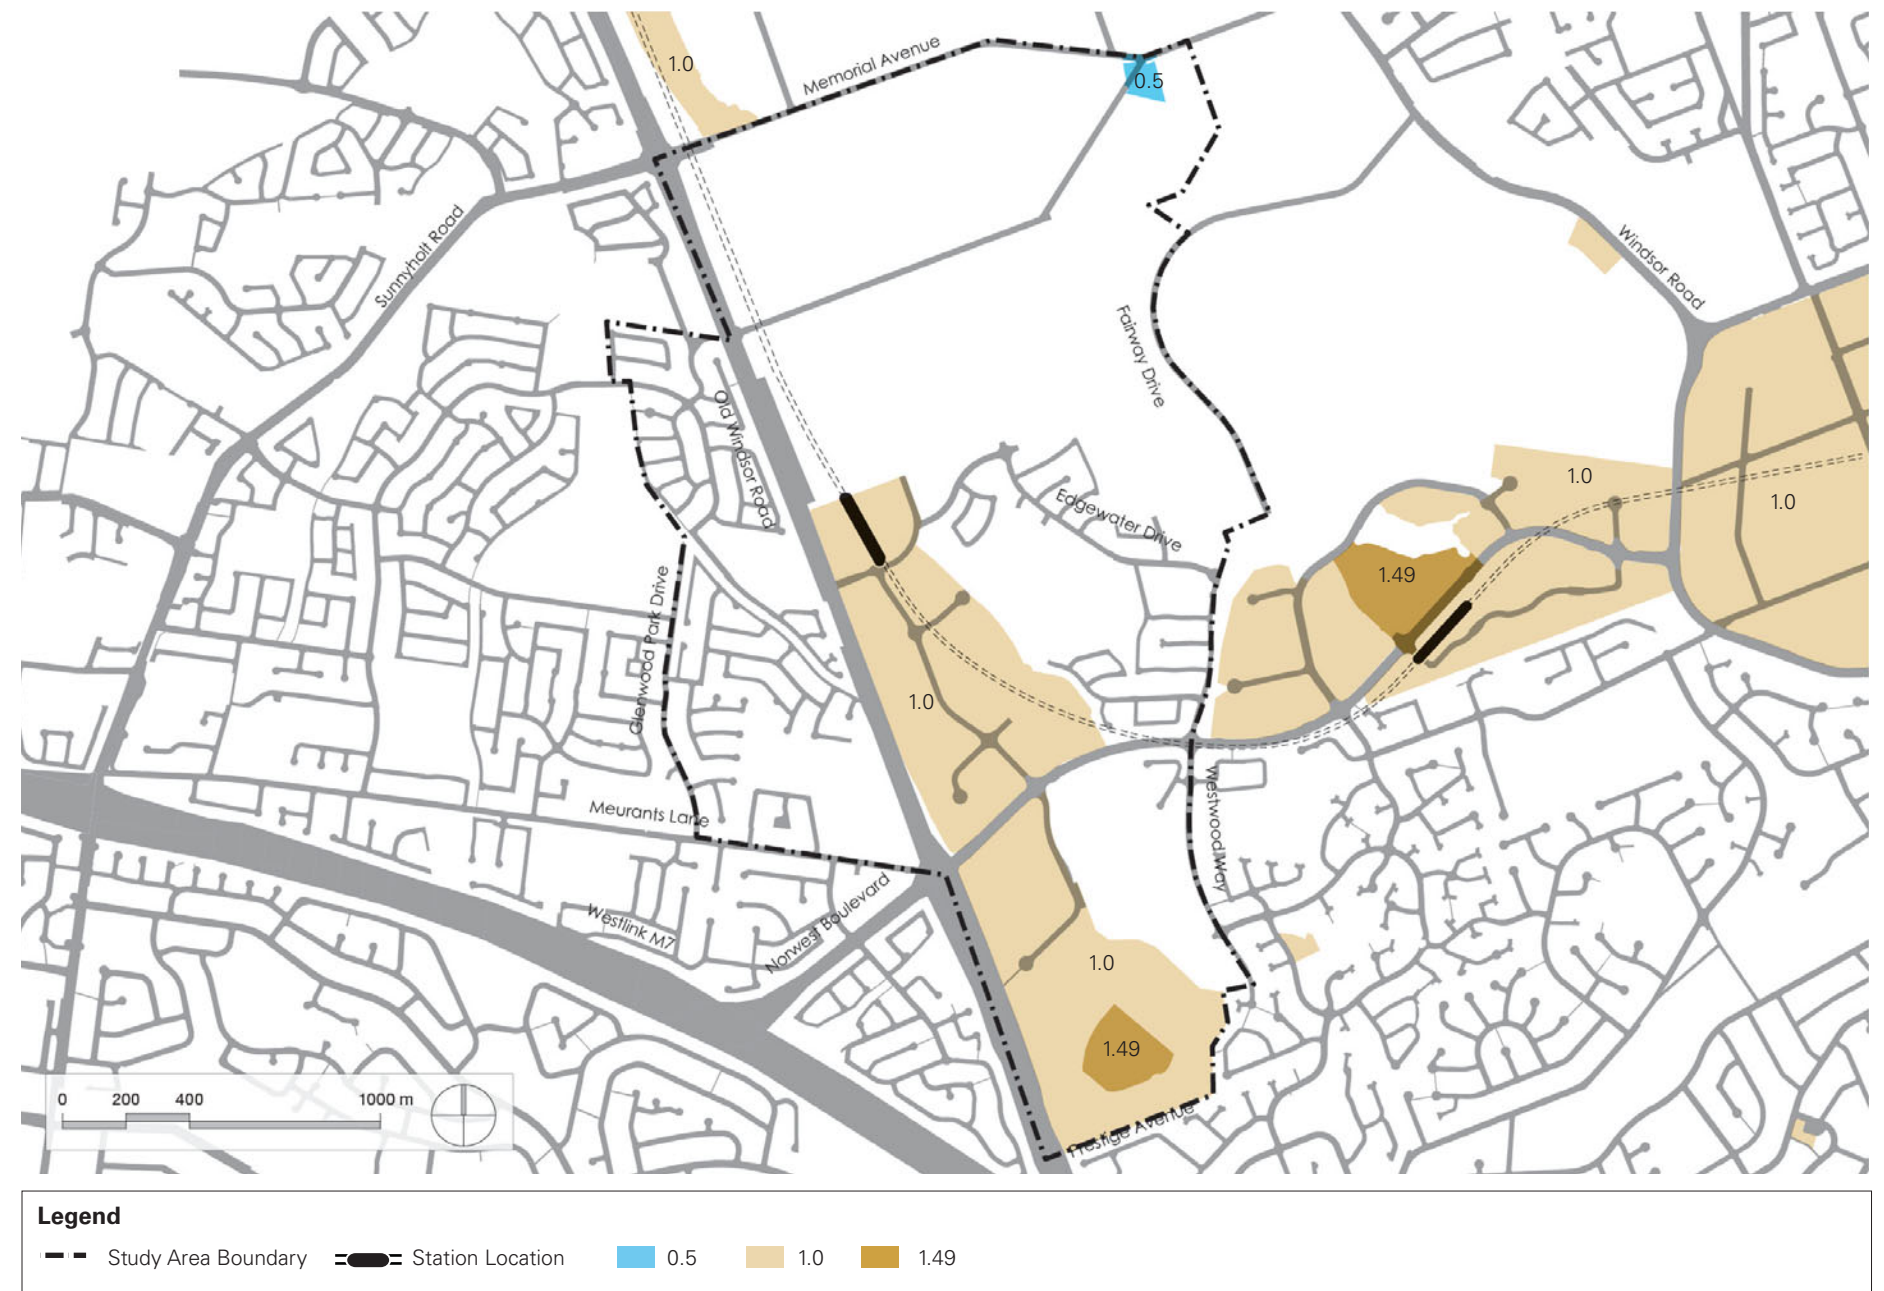 1.0
Memorial Avenue
0.5
Sunnyholt Road
Windsor Road
Fairway Drive
Old Windsor Road
1.0
1.0
Edgewater Drive
1.49
Glenwood Park Drive
1.0
Westwood Way
Meurants Lane
Westlink M7
Norwest Boulevard
1.0
1.49
Prestige Avenue
0 200 400 1000 m
Legend
Study Area Boundary Station Location 0.5 1.0 1.49